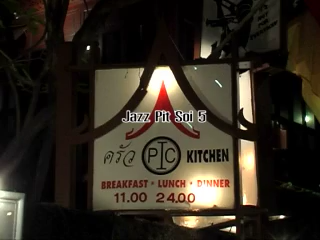 Jazz Pit Soi 5
ครัว PIC KITCHEN
BREAKFAST · LUNCH · DINNER
11.00 24.00